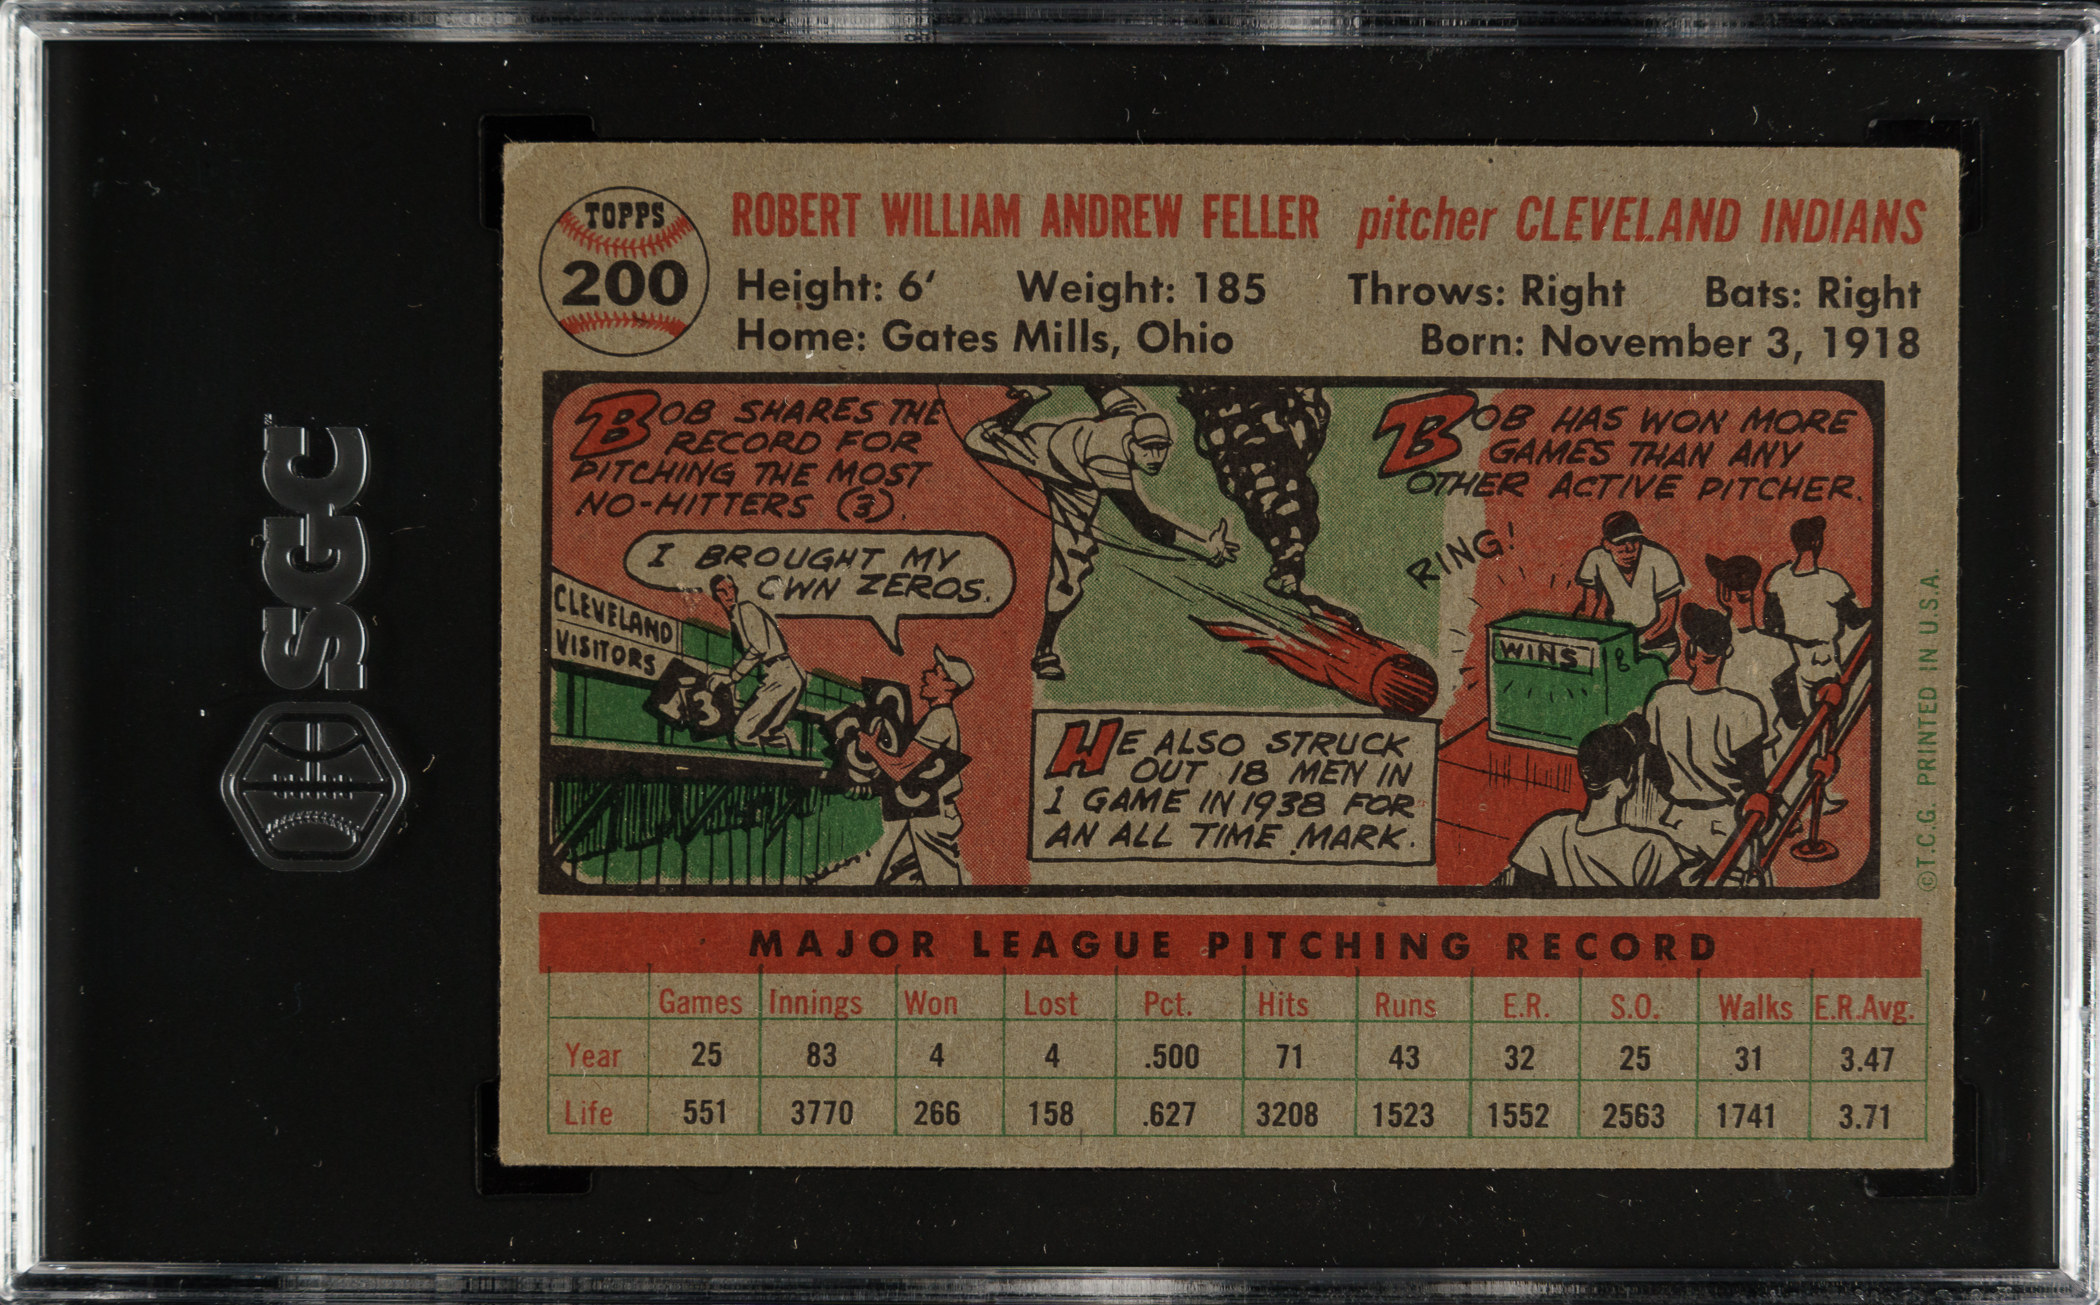 SGC
TOPPS
200
ROBERT WILLIAM ANDREW FELLER pitcher CLEVELAND INDIANS
Height: 6' Weight: 185 Throws: Right Bats: Right
Home: Gates Mills, Ohio Born: November 3, 1918
BOB SHARES THE
RECORD FOR
PITCHING THE MOST
NO-HITTERS (3).
I BROUGHT MY
OWN ZEROS.
CLEVELAND
VISITORS
13
HE ALSO STRUCK
OUT 18 MEN IN
1 GAME IN 1938 FOR
AN ALL TIME MARK.
BOB HAS WON MORE
GAMES THAN ANY
OTHER ACTIVE PITCHER.
RING!
WINS
©T.C.G. PRINTED IN U.S.A.
MAJOR LEAGUE PITCHING RECORD
Games Innings Won Lost Pct. Hits Runs E.R. S.O. Walks E.R.Avg.
Year 25 83 4 4 .500 71 43 32 25 31 3.47
Life 551 3770 266 158 .627 3208 1523 1552 2563 1741 3.71